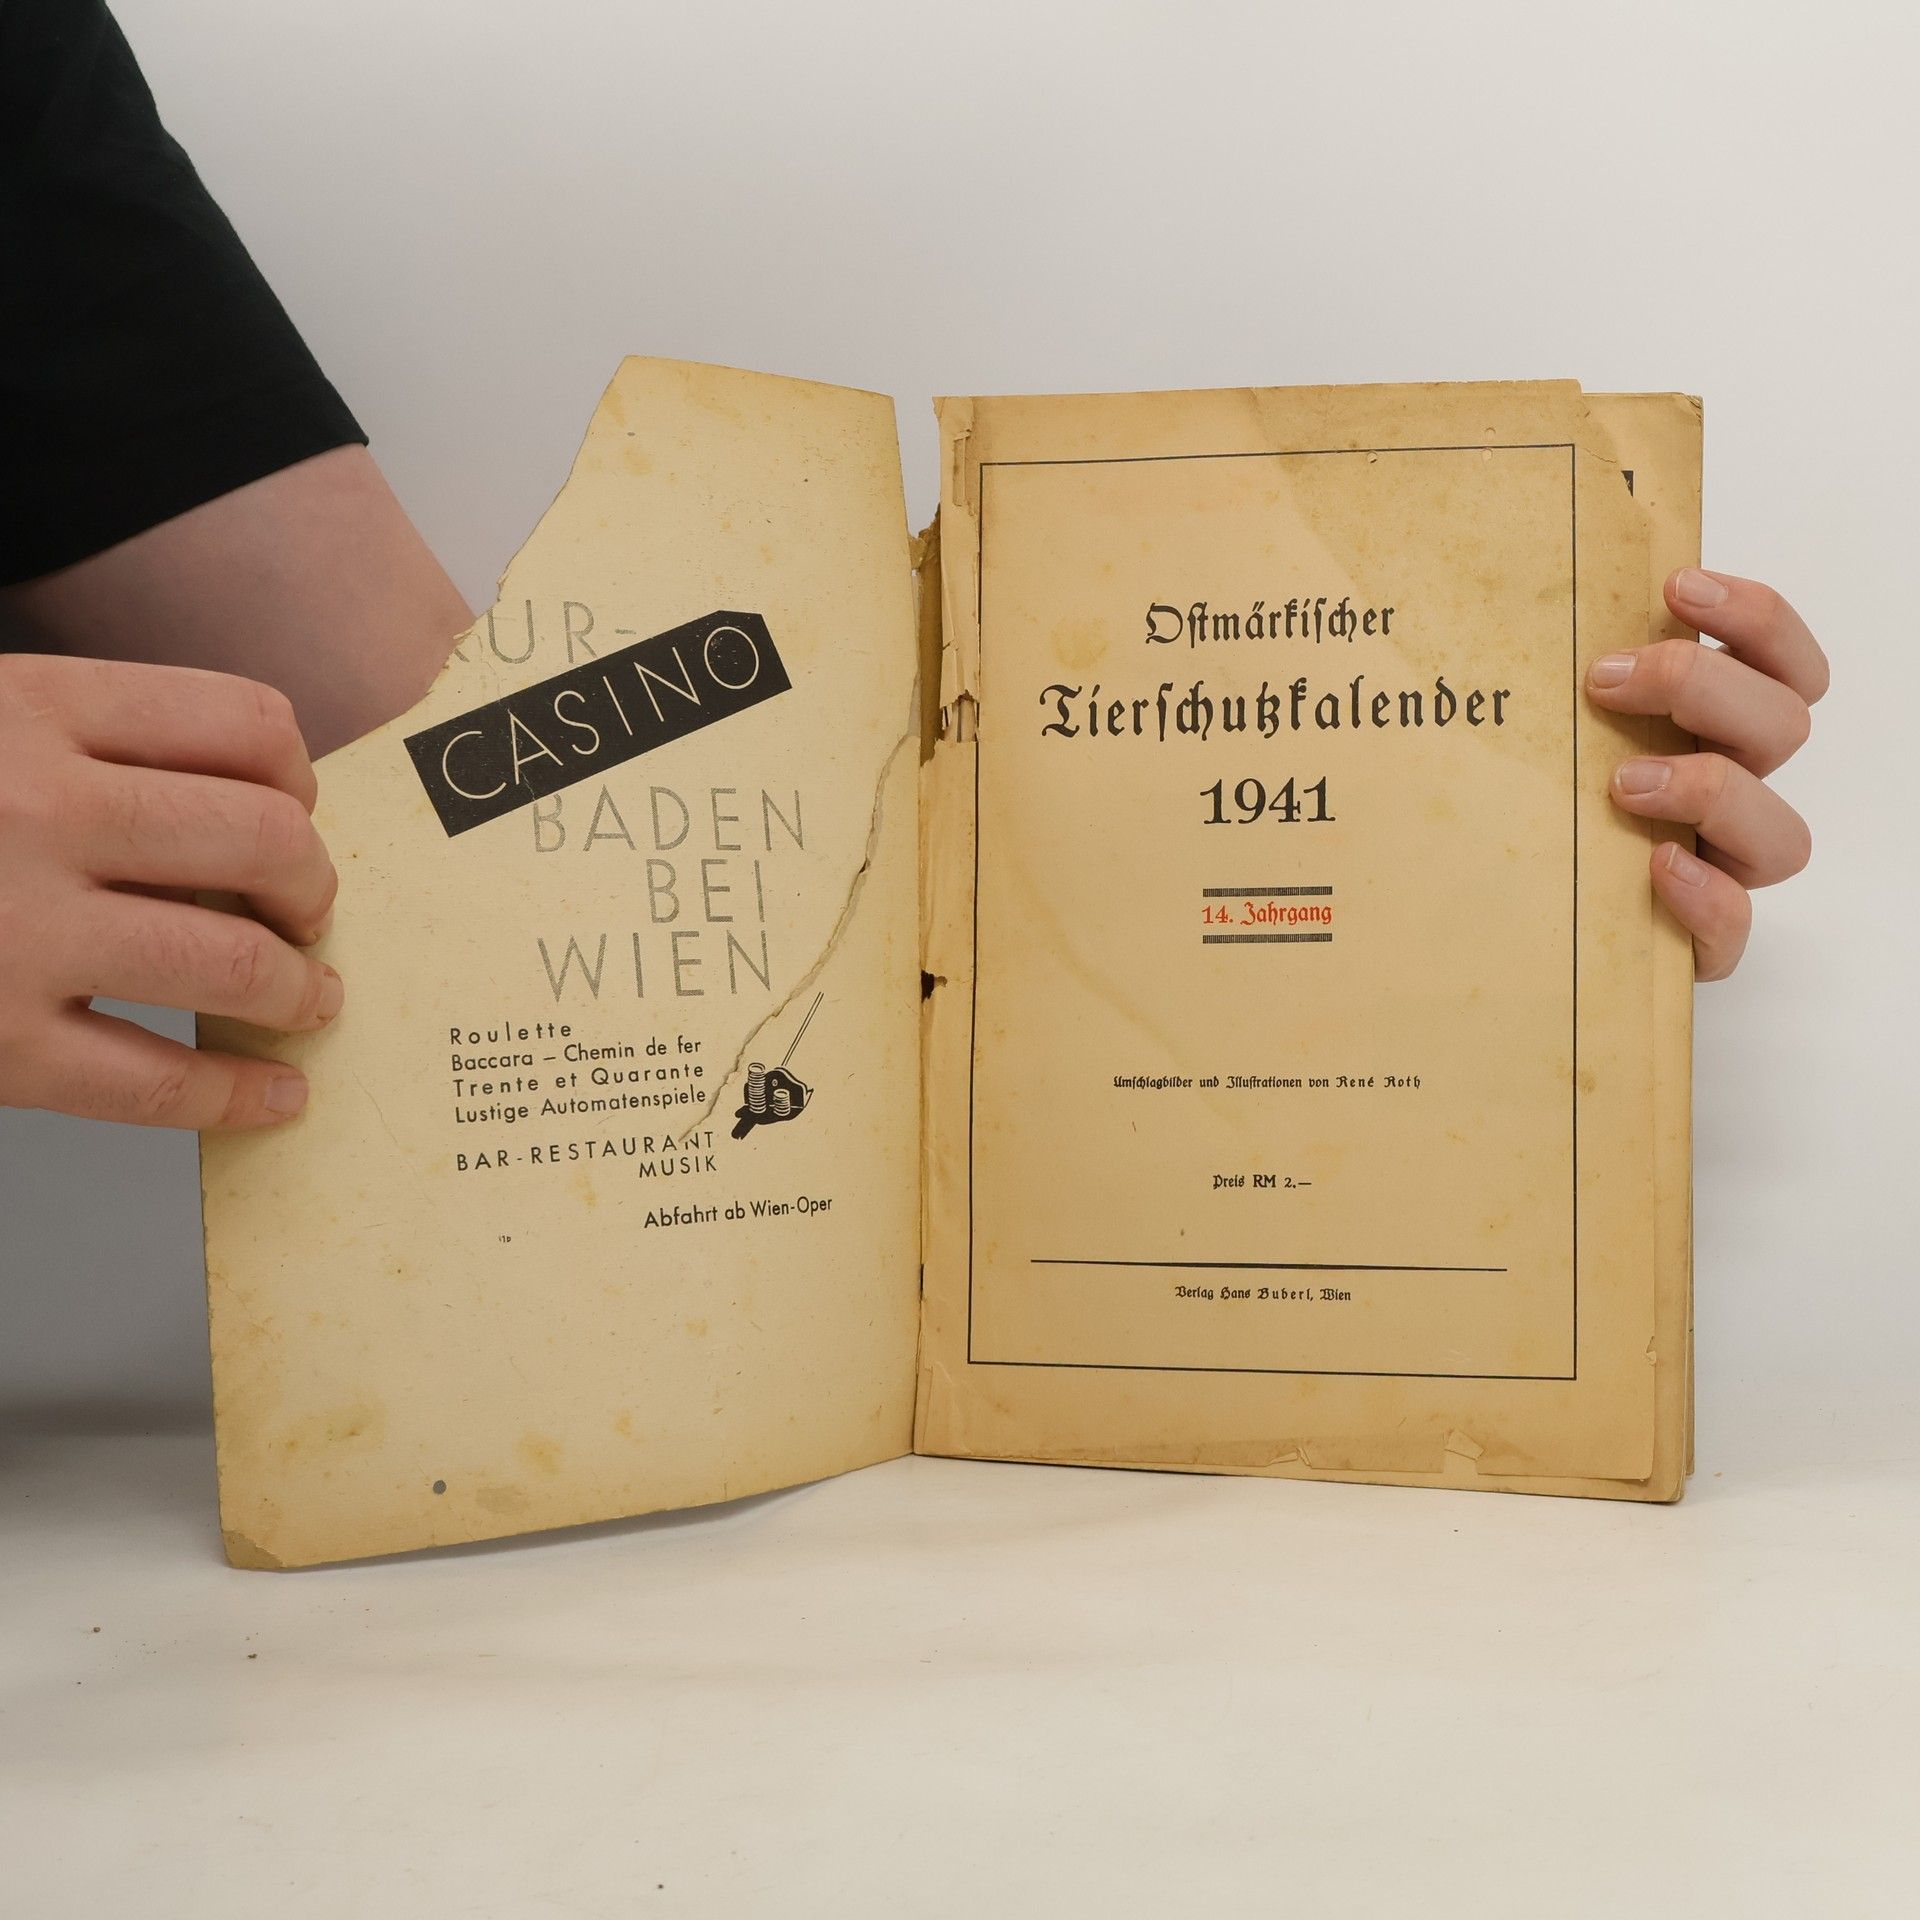 KUR-
CASINO
BADEN
BEI
WIEN
Roulette
Baccara – Chemin de fer
Trente et Quarante
Lustige Automatenspiele
BAR-RESTAURANT
MUSIK
Abfahrt ab Wien-Oper
Ostmärkischer
Tierschutzkalender
1941
14. Jahrgang
Umschlagbilder und Illustrationen von René Roth
Preis RM 2.—
Verlag Hans Buberl, Wien